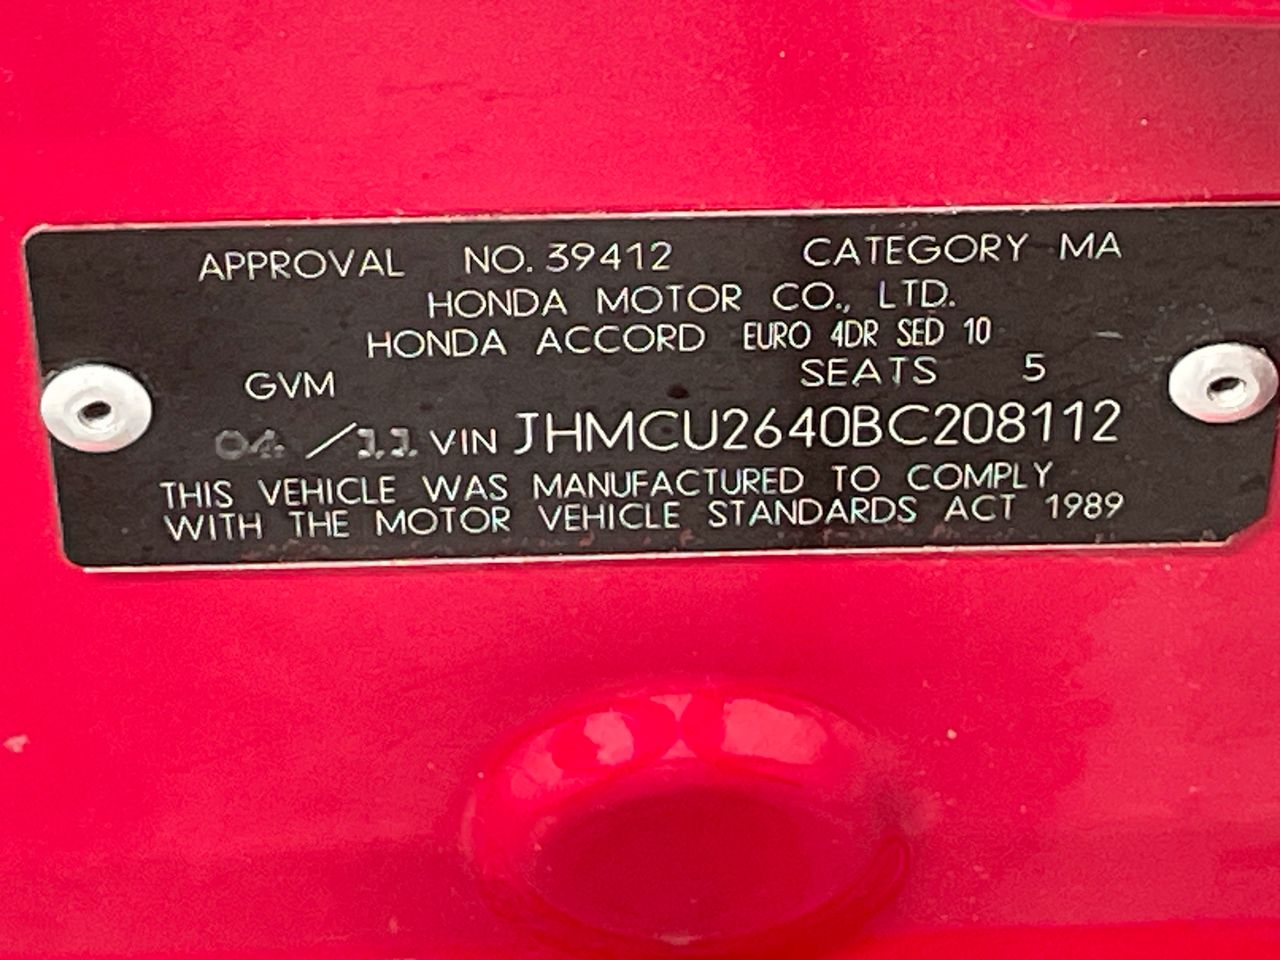 APPROVAL NO. 39412 CATEGORY MA
HONDA MOTOR CO., LTD.
HONDA ACCORD EURO 4DR SED 10
GVM SEATS 5
04 /11 VIN JHMCU2640BC208112
THIS VEHICLE WAS MANUFACTURED TO COMPLY
WITH THE MOTOR VEHICLE STANDARDS ACT 1989